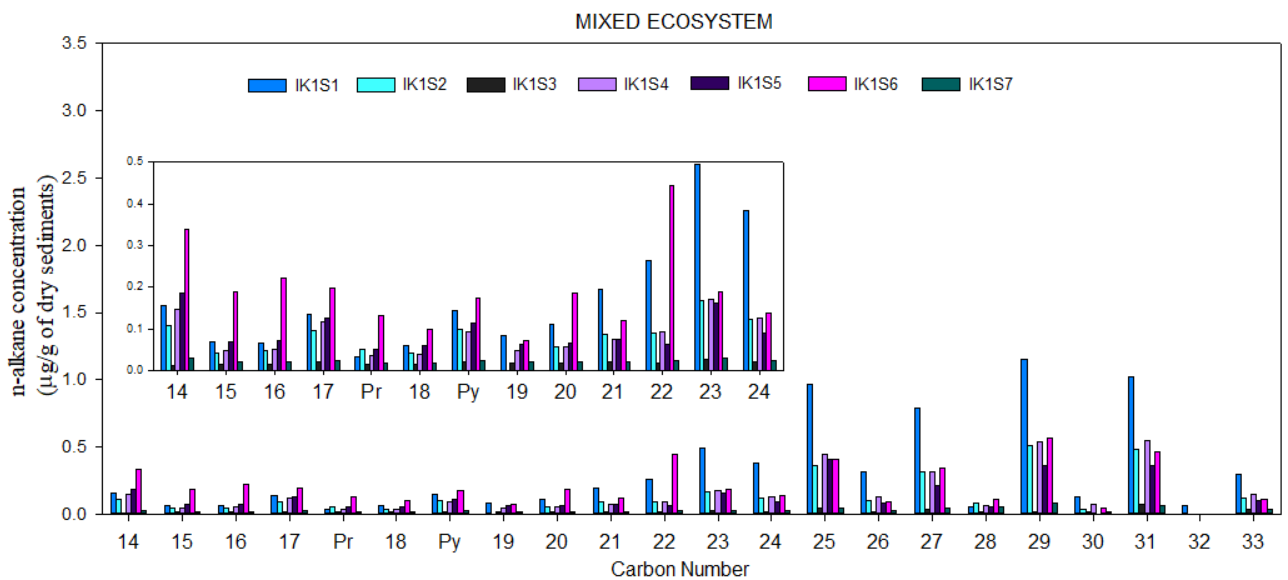 MIXED ECOSYSTEM
n-alkane concentration
(µg/g of dry sediments)
3.5
3.0
2.5
2.0
1.5
1.0
0.5
0.0
IK1S1 IK1S2 IK1S3 IK1S4 IK1S5 IK1S6 IK1S7
0.5
0.4
0.3
0.2
0.1
0.0
14 15 16 17 Pr 18 Py 19 20 21 22 23 24
14 15 16 17 Pr 18 Py 19 20 21 22 23 24 25 26 27 28 29 30 31 32 33
Carbon Number